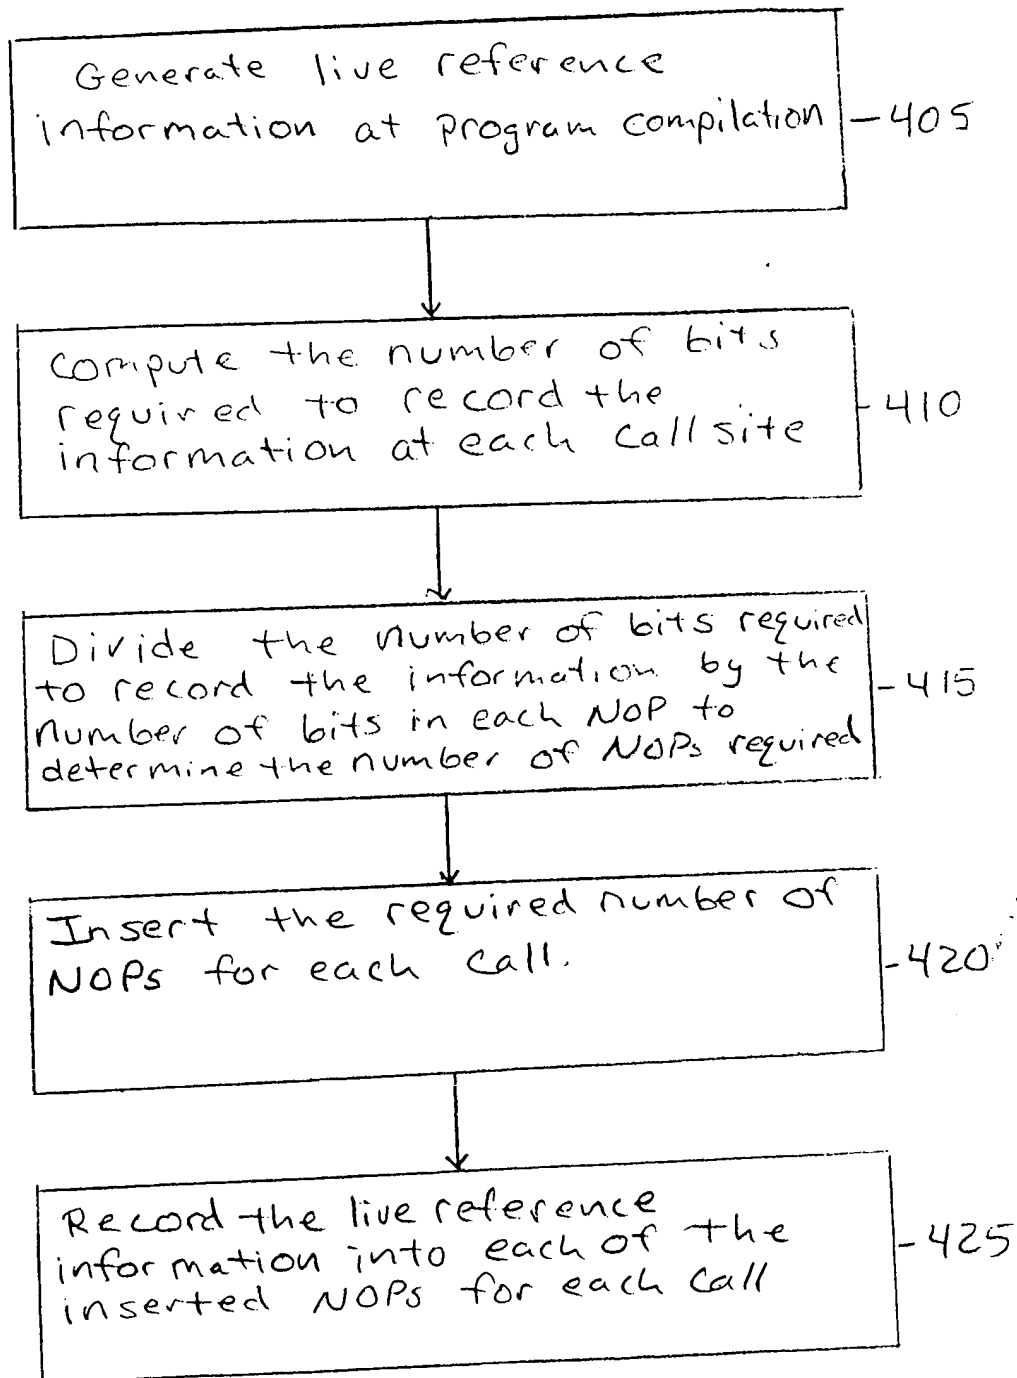 Generate live reference
information at program compilation
405
Compute the number of bits
required to record the
information at each call site
410
Divide the number of bits required
to record the information by the
number of bits in each NOP to
determine the number of NOPs required
415
Insert the required number of
NOPs for each call.
420
Record the live reference
information into each of the
inserted NOPs for each call
425